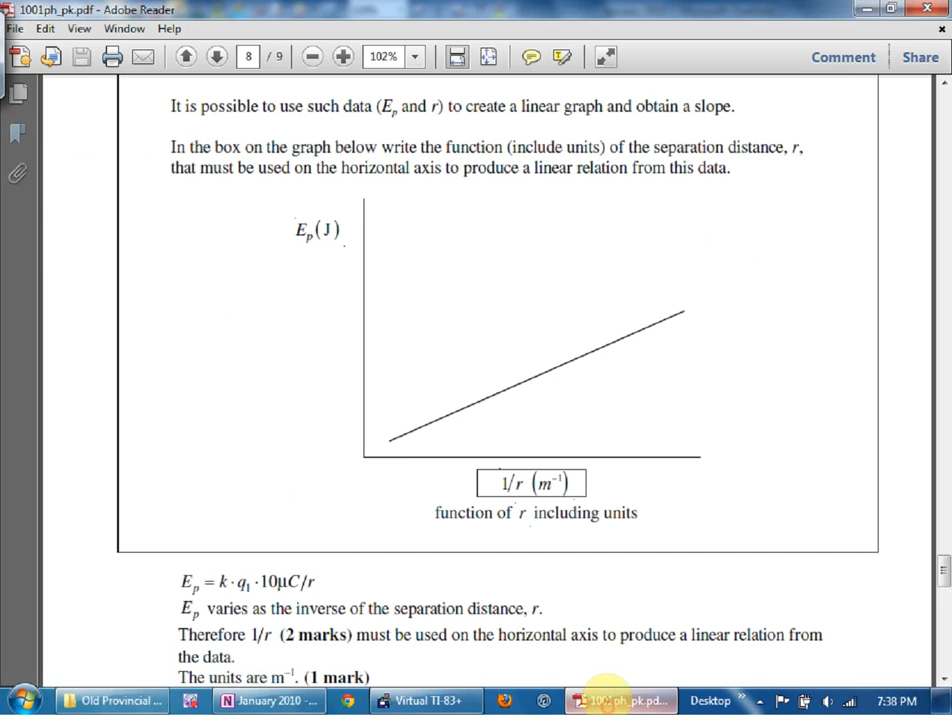 1001ph_pk.pdf - Adobe Reader
File Edit View Window Help
8 / 9 102% Comment Share
It is possible to use such data (Eₚ and r) to create a linear graph and obtain a slope.
In the box on the graph below write the function (include units) of the separation distance, r,
that must be used on the horizontal axis to produce a linear relation from this data.
Eₚ(J)
1/r (m⁻¹)
function of r including units
Eₚ = k · q₁ · 10μC/r
Eₚ varies as the inverse of the separation distance, r.
Therefore 1/r (2 marks) must be used on the horizontal axis to produce a linear relation from
the data.
The units are m⁻¹. (1 mark)
Old Provincial ... January 2010 -... Virtual TI-83+ 1001ph_pk.pd... Desktop 7:38 PM